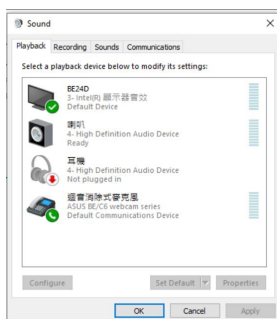 Sound
Playback Recording Sounds Communications
Select a playback device below to modify its settings:
BE24D
3- Intel(R) 顯示器音效
Default Device
喇叭
4- High Definition Audio Device
Ready
耳機
4- High Definition Audio Device
Not plugged in
迴音消除式麥克風
ASUS BE/C6 webcam series
Default Communications Device
Configure Set Default Properties
OK Cancel Apply